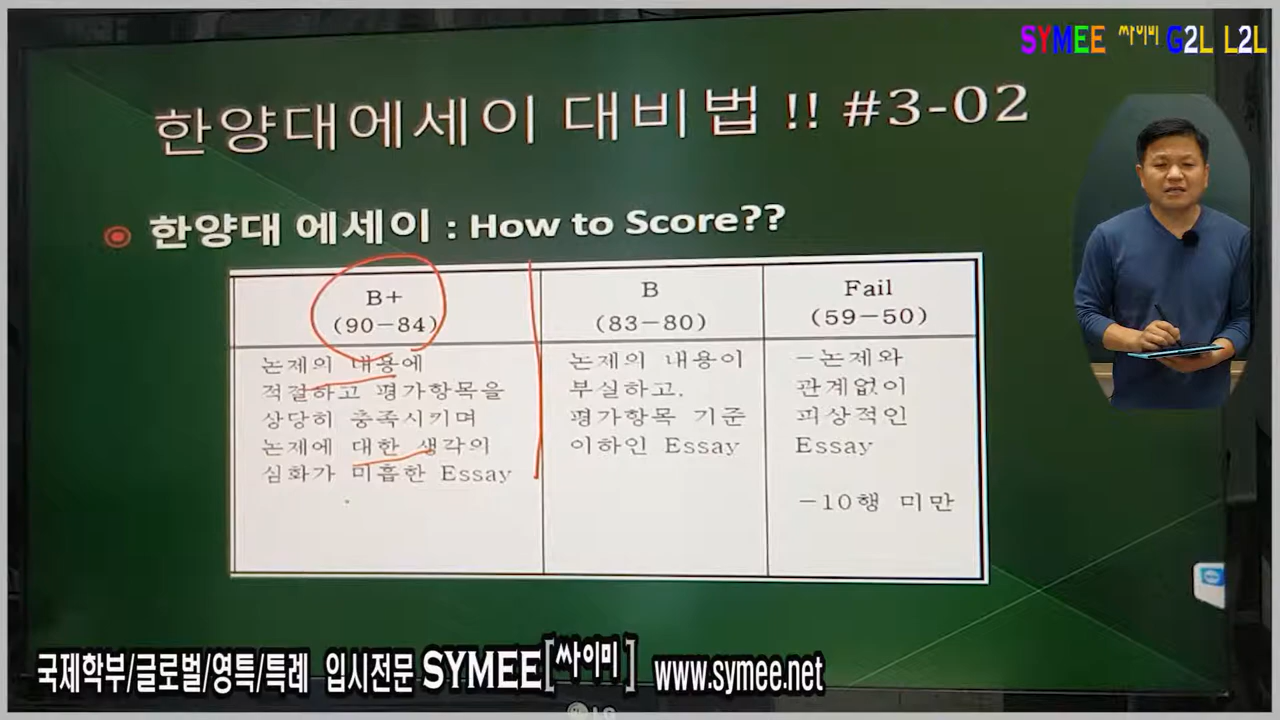 SYMEE 싸이미 G2L L2L
한양대에세이 대비법 !! #3-02
한양대 에세이 : How to Score??
B+
(90-84)
논제의 내용에
적절하고 평가항목을
상당히 충족시키며
논제에 대한 생각의
심화가 미흡한 Essay
B
(83-80)
논제의 내용이
부실하고.
평가항목 기준
이하인 Essay
Fail
(59-50)
-논제와
관계없이
피상적인
Essay
-10행 미만
국제학부/글로벌/영특/특례 입시전문 SYMEE[싸이미] www.symee.net
LG